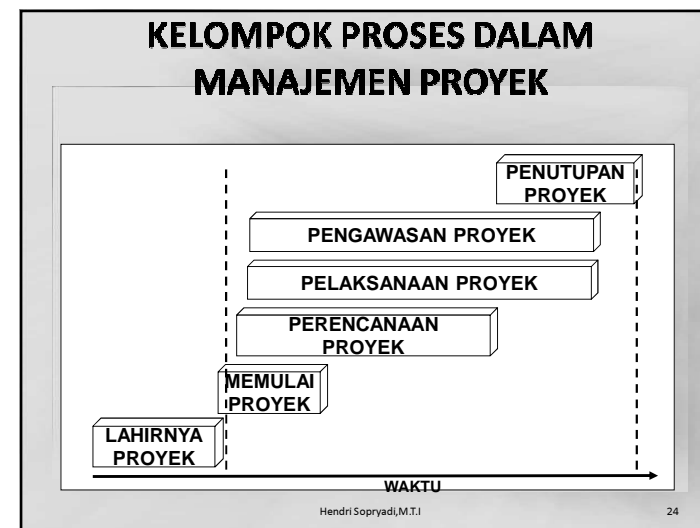 KELOMPOK PROSES DALAM
MANAJEMEN PROYEK
PENUTUPAN
PROYEK
PENGAWASAN PROYEK
PELAKSANAAN PROYEK
PERENCANAAN
PROYEK
MEMULAI
PROYEK
LAHIRNYA
PROYEK
WAKTU
Hendri Sopryadi,M.T.I
24